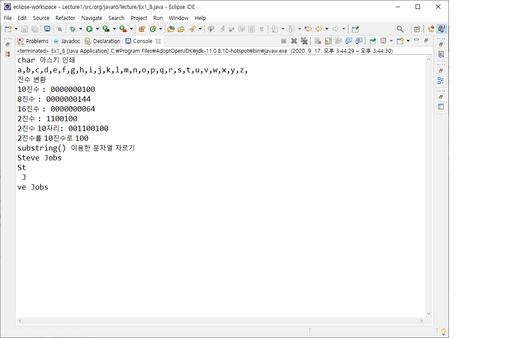 eclipse-workspace - Lecture1/src/org/javaro/lecture/Ex1_8.java - Eclipse IDE
File Edit Source Refactor Navigate Search Project Run Window Help
Problems Javadoc Declaration Console
<terminated> Ex1_8 [Java Application] C:₩Program Files₩AdoptOpenJDK₩jdk-11.0.8.10-hotspot₩bin₩javaw.exe (2020. 9. 17. 오후 3:44:29 – 오후 3:44:30)
char 아스키 인쇄
a,b,c,d,e,f,g,h,i,j,k,l,m,n,o,p,q,r,s,t,u,v,w,x,y,z,
진수 변환
10진수 : 0000000100
8진수 : 0000000144
16진수 : 0000000064
2진수 : 1100100
2진수 10자리: 001100100
2진수를 10진수로 100
substring() 이용한 문자열 자르기
Steve Jobs
St
J
ve Jobs